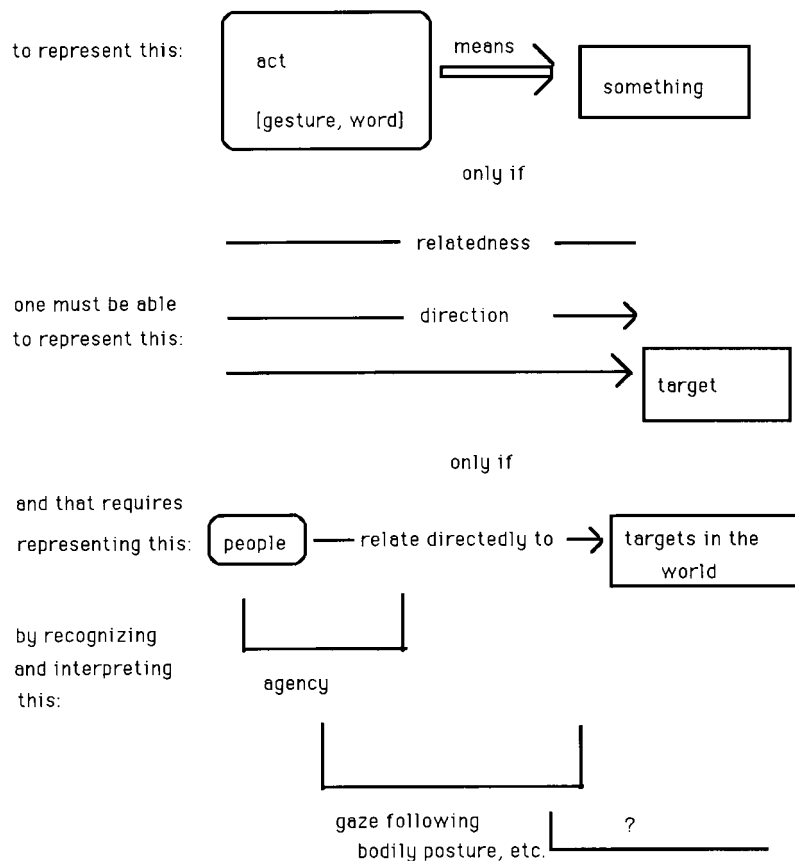 to represent this:
act
[gesture, word]
means
something
only if
relatedness
one must be able
to represent this:
direction
target
only if
and that requires
representing this:
people
relate directedly to
targets in the
world
by recognizing
and interpreting
this:
agency
gaze following
bodily posture, etc.
?